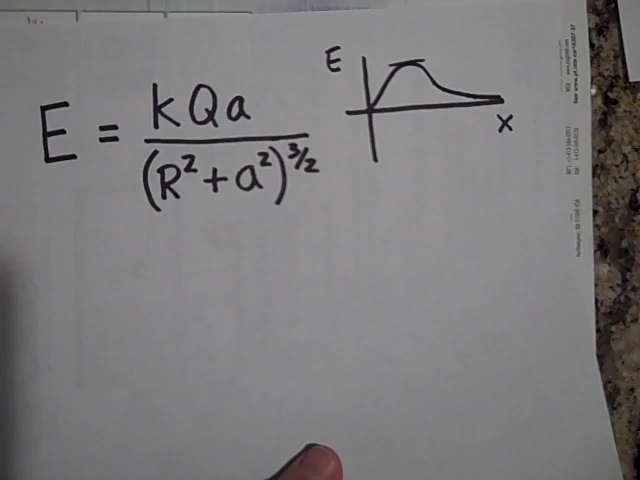 E = kQa / (R² + a²)^3/2
E
x